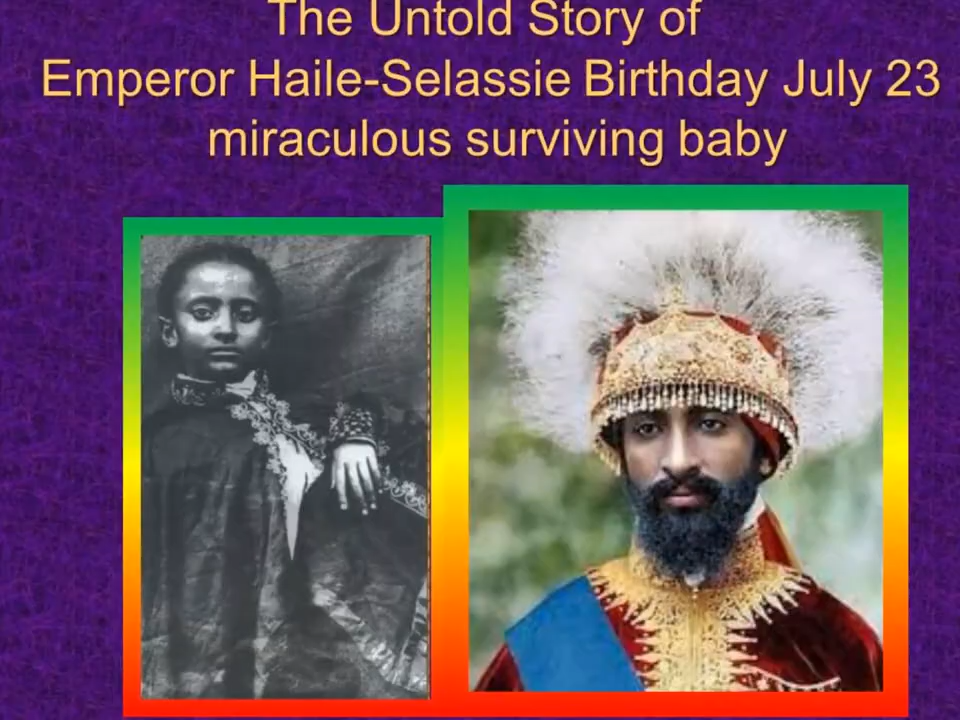 The Untold Story of
Emperor Haile-Selassie Birthday July 23
miraculous surviving baby